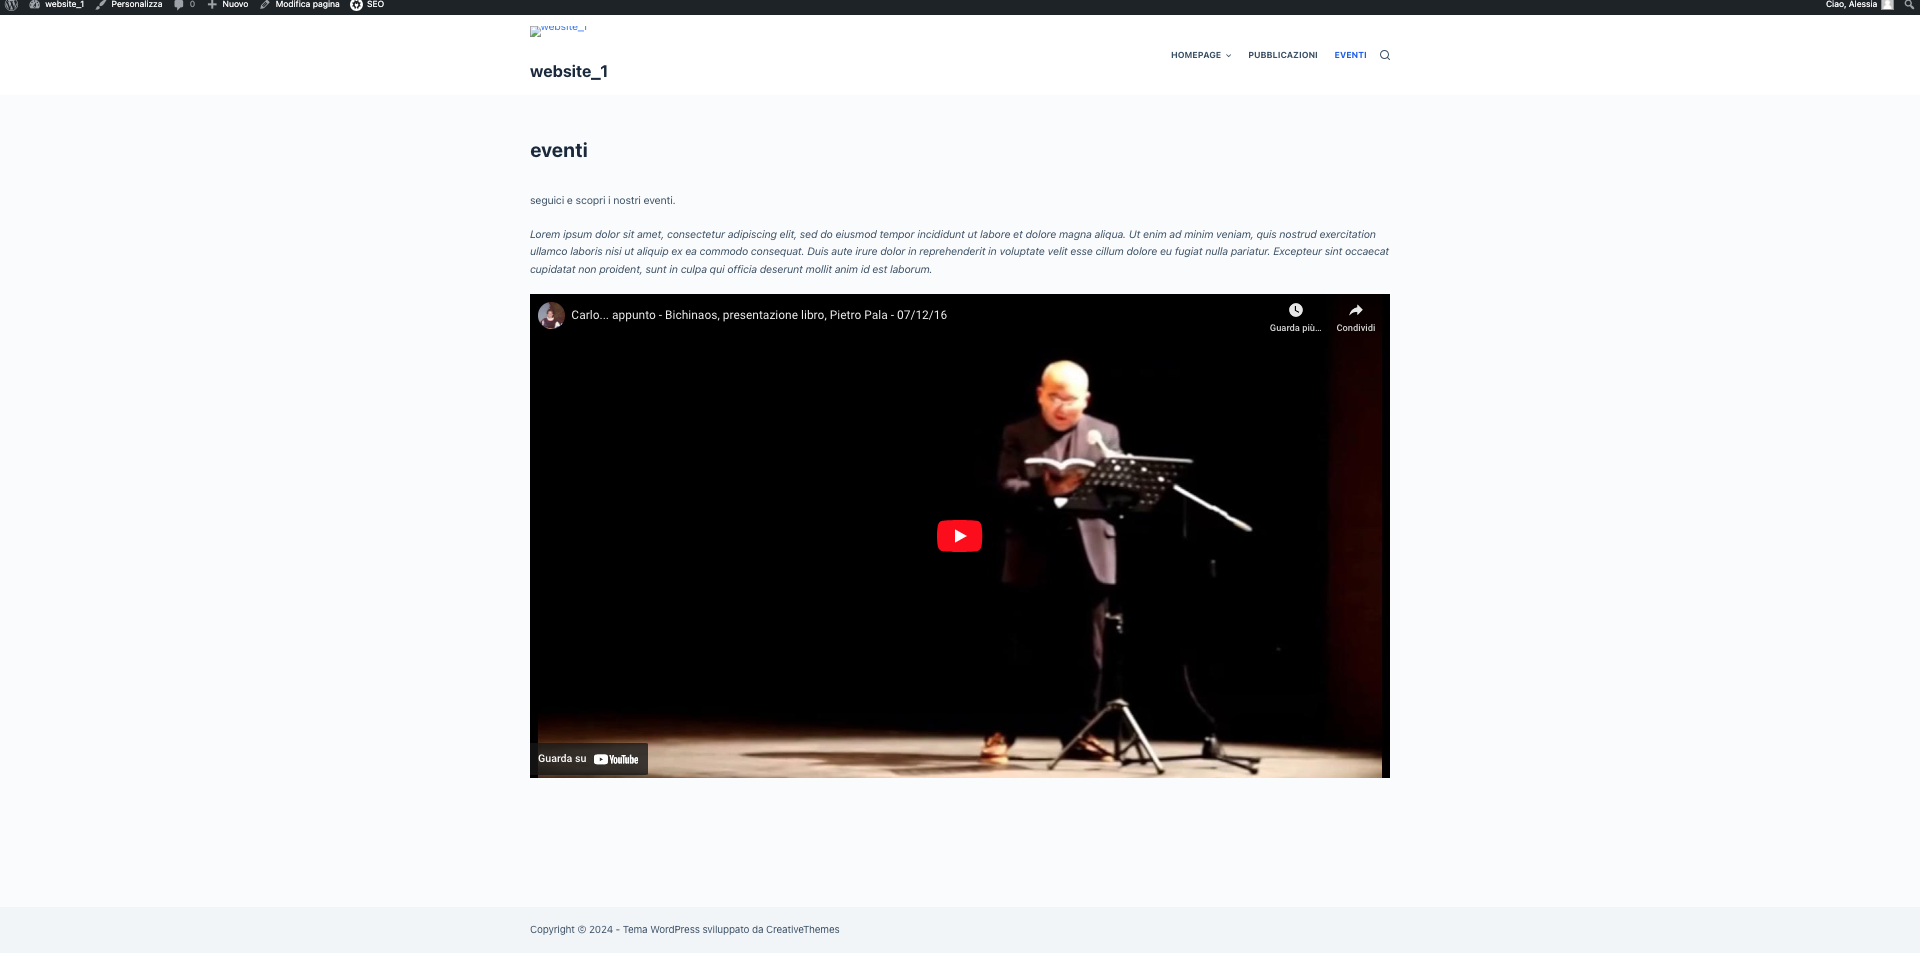 website_1 Personalizza 0 Nuovo Modifica pagina SEO Ciao, Alessia
website_1
website_1
HOMEPAGE PUBBLICAZIONI EVENTI
eventi
seguici e scopri i nostri eventi.
Lorem ipsum dolor sit amet, consectetur adipiscing elit, sed do eiusmod tempor incididunt ut labore et dolore magna aliqua. Ut enim ad minim veniam, quis nostrud exercitation
ullamco laboris nisi ut aliquip ex ea commodo consequat. Duis aute irure dolor in reprehenderit in voluptate velit esse cillum dolore eu fugiat nulla pariatur. Excepteur sint occaecat
cupidatat non proident, sunt in culpa qui officia deserunt mollit anim id est laborum.
Carlo... appunto - Bichinaos, presentazione libro, Pietro Pala - 07/12/16
Guarda più... Condividi
Guarda su YouTube
Copyright © 2024 - Tema WordPress sviluppato da CreativeThemes